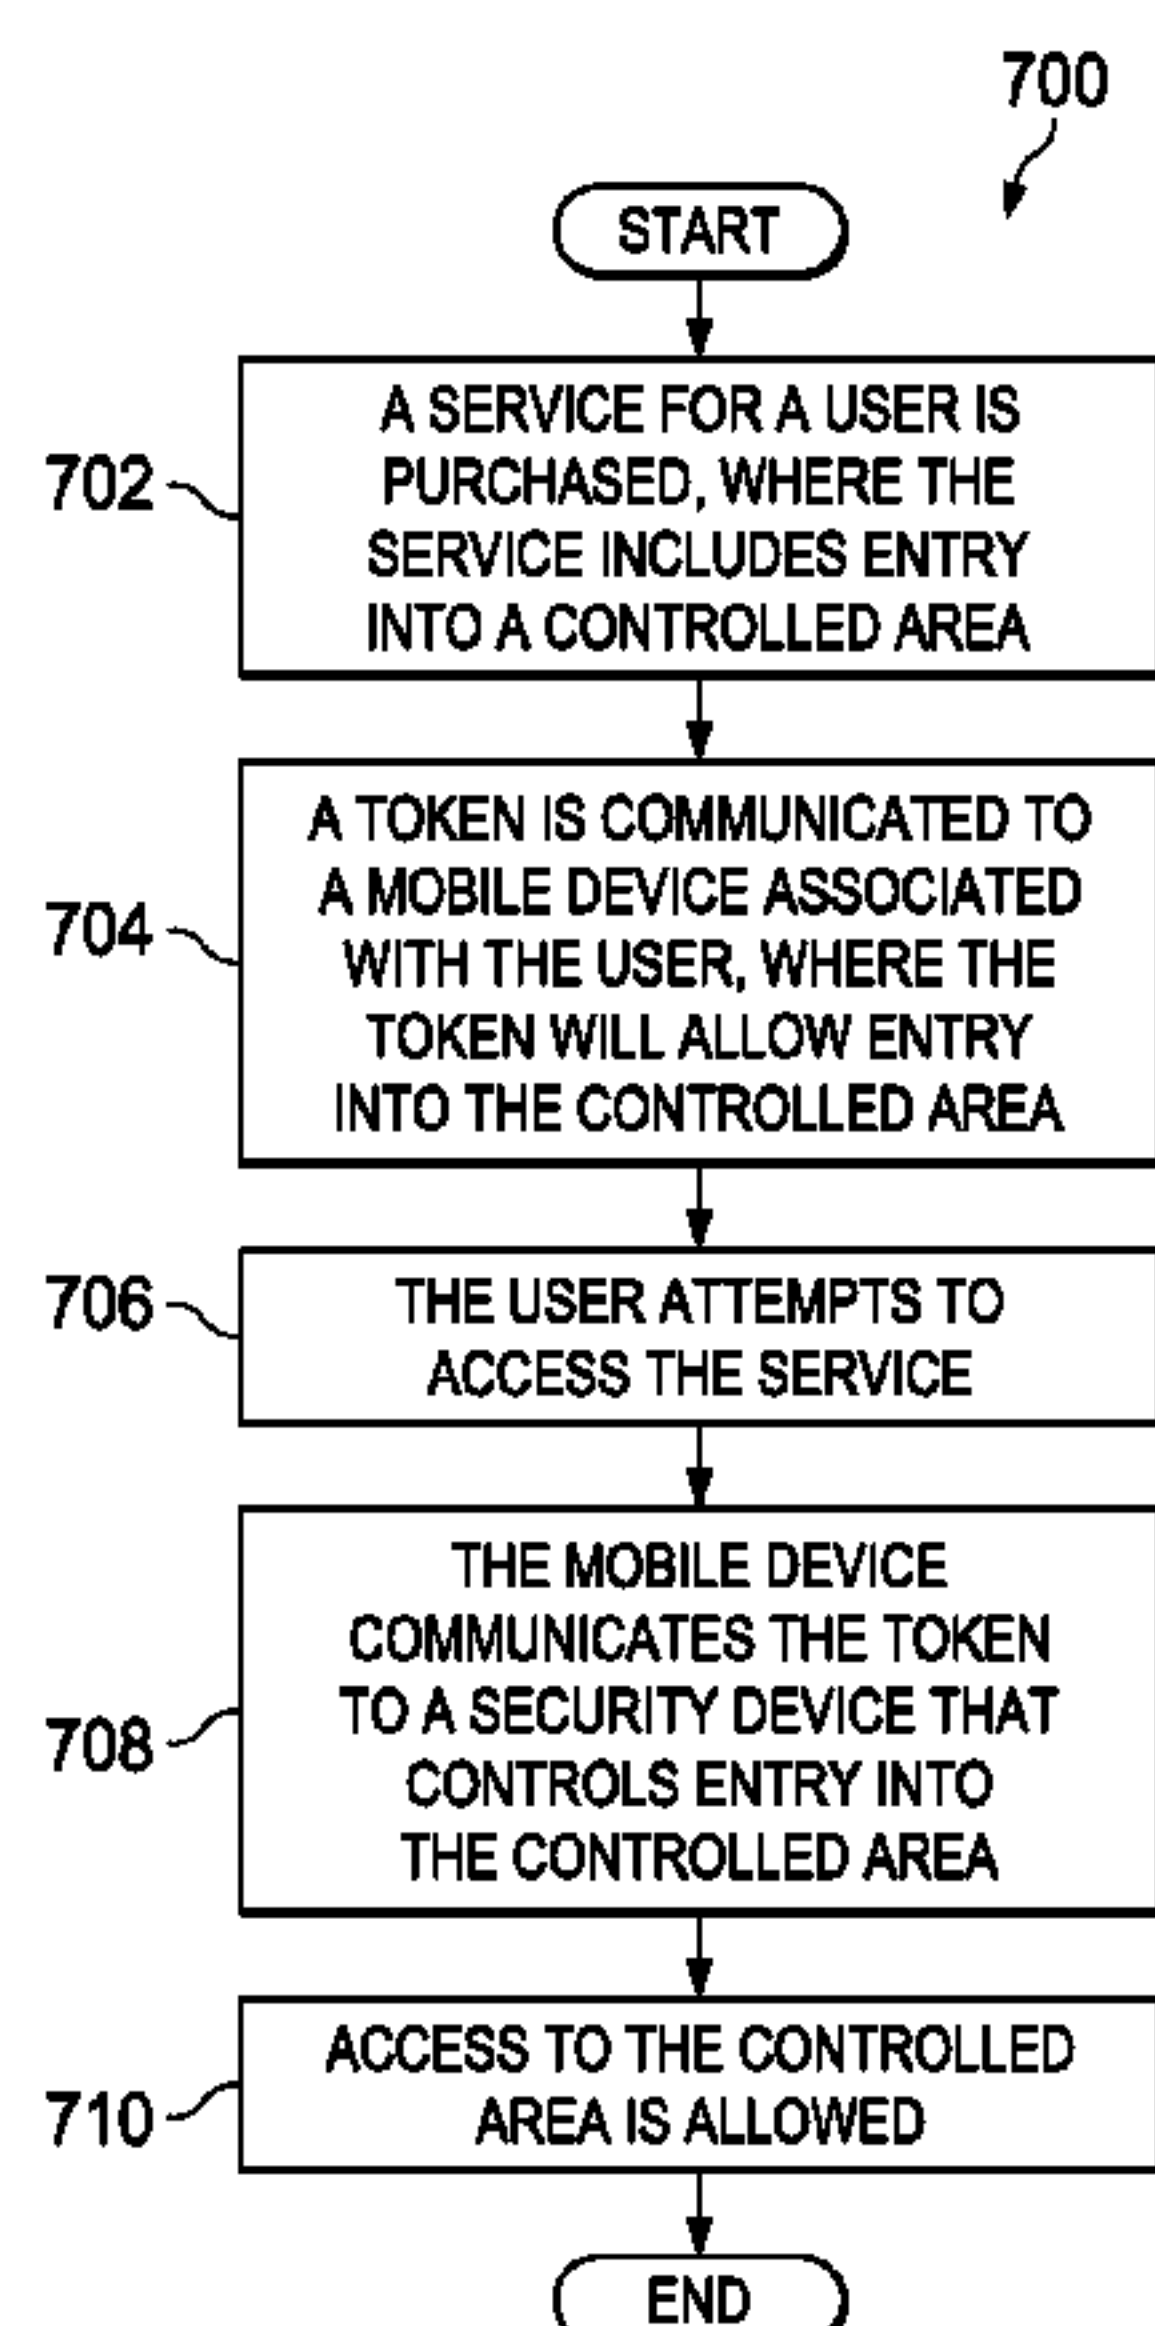 700
START
A SERVICE FOR A USER IS
PURCHASED, WHERE THE
SERVICE INCLUDES ENTRY
INTO A CONTROLLED AREA
702
A TOKEN IS COMMUNICATED TO
A MOBILE DEVICE ASSOCIATED
WITH THE USER, WHERE THE
TOKEN WILL ALLOW ENTRY
INTO THE CONTROLLED AREA
704
THE USER ATTEMPTS TO
ACCESS THE SERVICE
706
THE MOBILE DEVICE
COMMUNICATES THE TOKEN
TO A SECURITY DEVICE THAT
CONTROLS ENTRY INTO
THE CONTROLLED AREA
708
ACCESS TO THE CONTROLLED
AREA IS ALLOWED
710
END